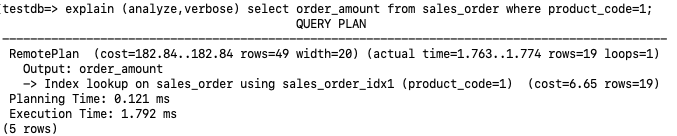 testdb=> explain (analyze,verbose) select order_amount from sales_order where product_code=1;
QUERY PLAN
RemotePlan (cost=182.84..182.84 rows=49 width=20) (actual time=1.763..1.774 rows=19 loops=1)
Output: order_amount
-> Index lookup on sales_order using sales_order_idx1 (product_code=1) (cost=6.65 rows=19)
Planning Time: 0.121 ms
Execution Time: 1.792 ms
(5 rows)